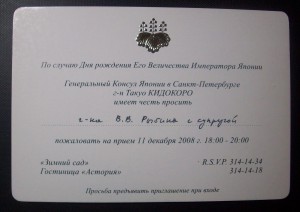 По случаю Дня рождения Его Величества Императора Японии
Генеральный Консул Японии в Санкт-Петербурге
г-н Такуо КИДОКОРО
имеет честь просить
г-на В.В. Рыбина с супругой
пожаловать на прием 11 декабря 2008 г. 18:00 - 20:00
«Зимний сад» R.S.V.P. 314-14-34
Гостиница «Астория» 314-14-18
Просьба предъявить приглашение при входе